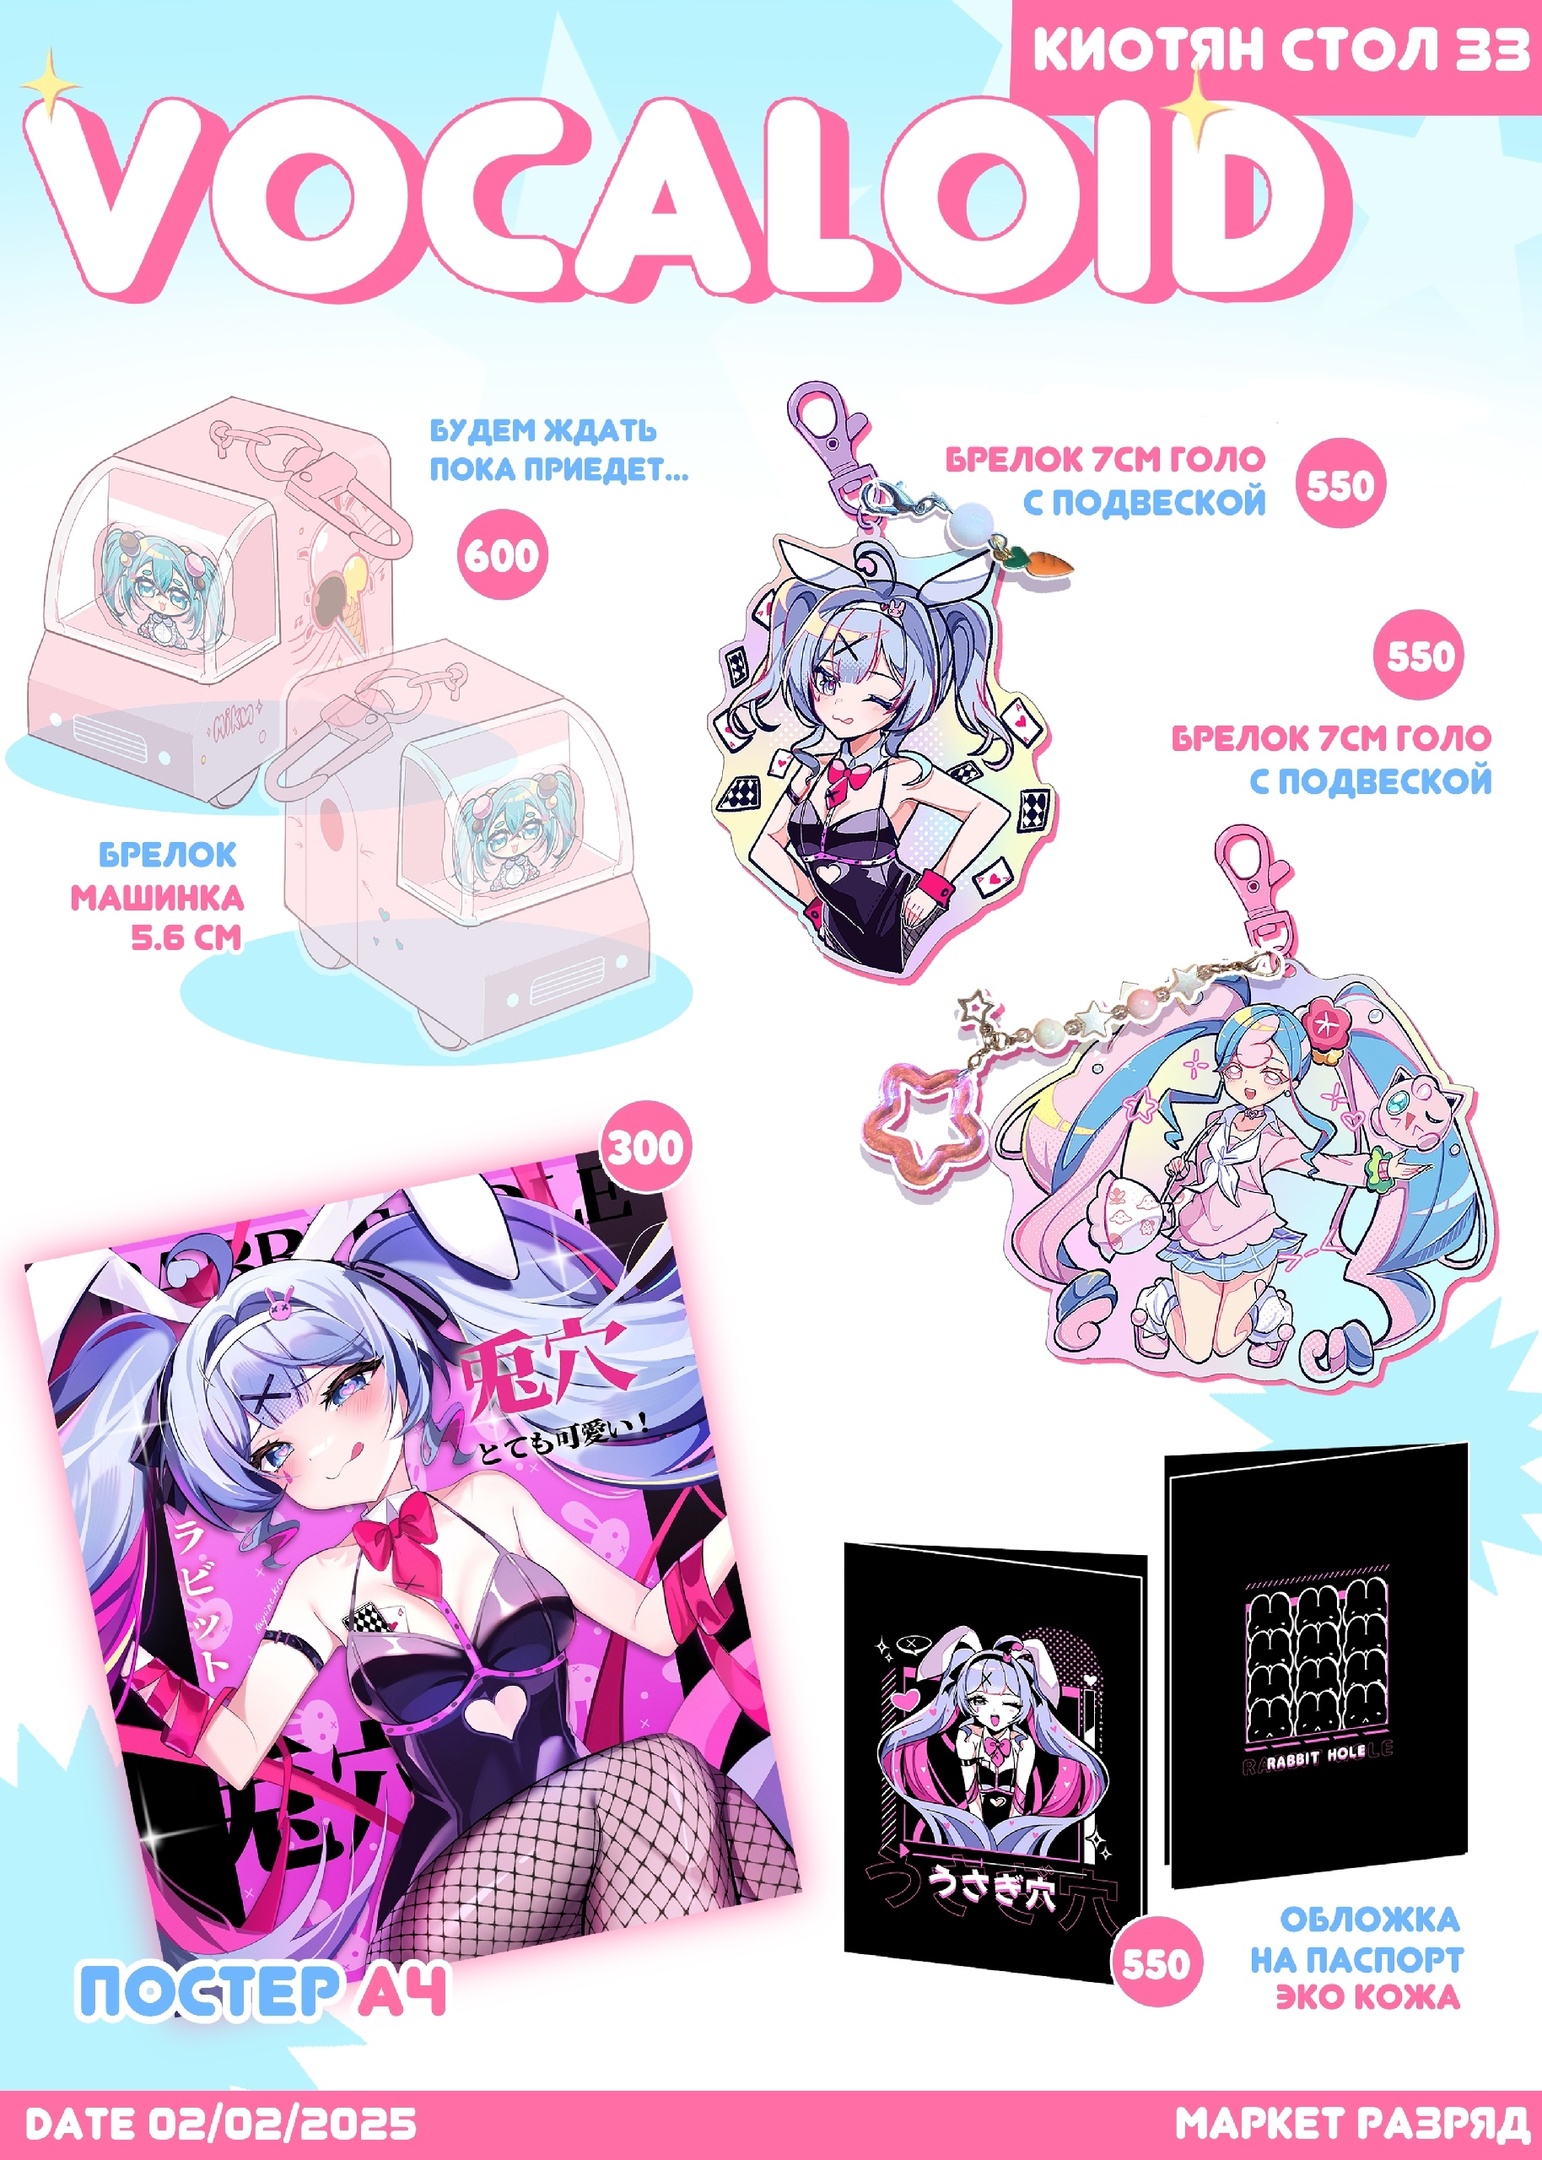 КИОТЯН СТОЛ 33
VOCALOID
БУДЕМ ЖДАТЬ
ПОКА ПРИЕДЕТ...
600
БРЕЛОК 7СМ ГОЛО
С ПОДВЕСКОЙ
550
550
БРЕЛОК 7СМ ГОЛО
С ПОДВЕСКОЙ
Miku
БРЕЛОК
МАШИНКА
5.6 СМ
300
兎穴
とても可愛い!
ラビット
RABBIT HOLE
うさぎ穴
550
ОБЛОЖКА
НА ПАСПОРТ
ЭКО КОЖА
ПОСТЕР А4
DATE 02/02/2025
МАРКЕТ РАЗРЯД